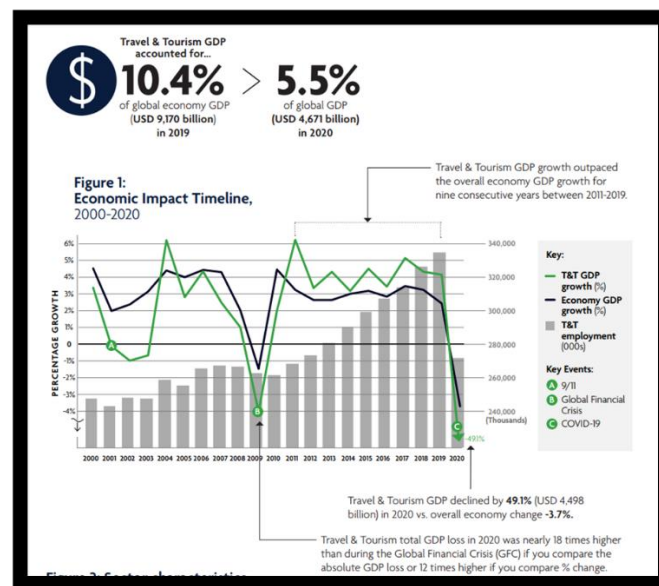 Travel & Tourism GDP
accounted for...
$
10.4% > 5.5%
of global economy GDP
(USD 9,170 billion)
in 2019
of global GDP
(USD 4,671 billion)
in 2020
Travel & Tourism GDP growth outpaced
the overall economy GDP growth for
nine consecutive years between 2011-2019.
Figure 1:
Economic Impact Timeline,
2000-2020
PERCENTAGE GROWTH
6%
5%
4%
3%
2%
1%
0
-1%
-2%
-3%
-4%
340,000
320,000
300,000
280,000
260,000
240,000
(Thousands)
A
B
C
-49.1%
2000 2001 2002 2003 2004 2005 2006 2007 2008 2009 2010 2011 2012 2013 2014 2015 2016 2017 2018 2019 2020
Key:
T&T GDP
growth (%)
Economy GDP
growth (%)
T&T
employment
(000s)
Key Events:
A 9/11
B Global Financial
Crisis
C COVID-19
Travel & Tourism GDP declined by 49.1% (USD 4,498
billion) in 2020 vs. overall economy change -3.7%.
Travel & Tourism total GDP loss in 2020 was nearly 18 times higher
than during the Global Financial Crisis (GFC) if you compare the
absolute GDP loss or 12 times higher if you compare % change.